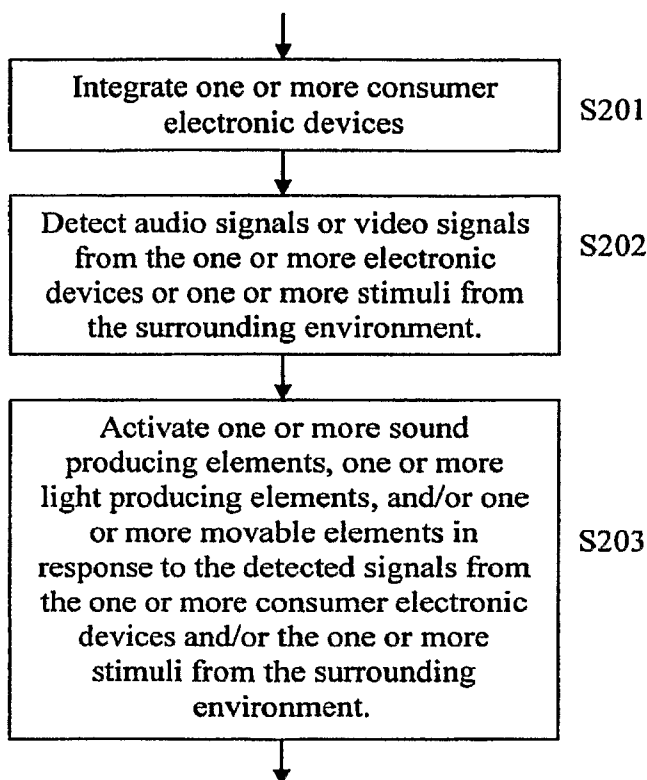 Integrate one or more consumer
electronic devices
S201
Detect audio signals or video signals
from the one or more electronic
devices or one or more stimuli from
the surrounding environment.
S202
Activate one or more sound
producing elements, one or more
light producing elements, and/or one
or more movable elements in
response to the detected signals from
the one or more consumer electronic
devices and/or the one or more
stimuli from the surrounding
environment.
S203